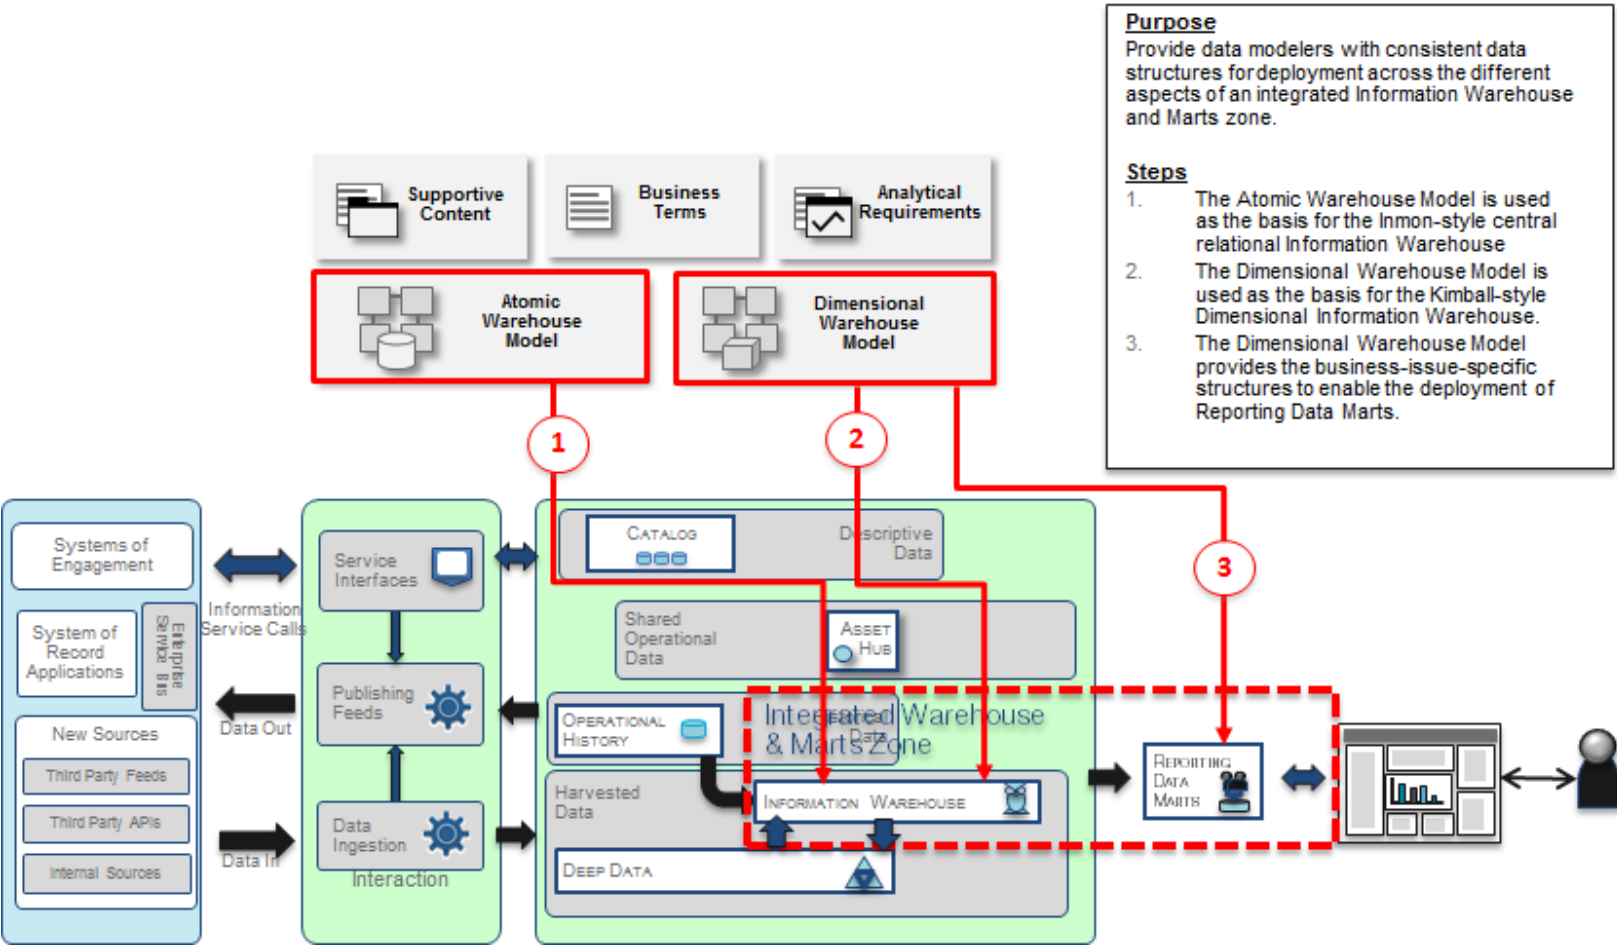 Purpose
Provide data modelers with consistent data
structures for deployment across the different
aspects of an integrated Information Warehouse
and Marts zone.
Steps
1. The Atomic Warehouse Model is used
as the basis for the Inmon-style central
relational Information Warehouse
2. The Dimensional Warehouse Model is
used as the basis for the Kimball-style
Dimensional Information Warehouse.
3. The Dimensional Warehouse Model
provides the business-issue-specific
structures to enable the deployment of
Reporting Data Marts.
Supportive
Content
Business
Terms
Analytical
Requirements
Atomic
Warehouse
Model
Dimensional
Warehouse
Model
1
2
3
Systems of
Engagement
System of
Record
Applications
Enterprise
Service Bus
New Sources
Third Party Feeds
Third Party APIs
Internal Sources
Information
Service Calls
Data Out
Data In
Service
Interfaces
Publishing
Feeds
Data
Ingestion
Interaction
CATALOG
Descriptive
Data
Shared
Operational
Data
ASSET
HUB
OPERATIONAL
HISTORY
Historical
Data
Integrated Warehouse
& Marts Zone
Harvested
Data
INFORMATION WAREHOUSE
DEEP DATA
REPORTING
DATA
MARTS